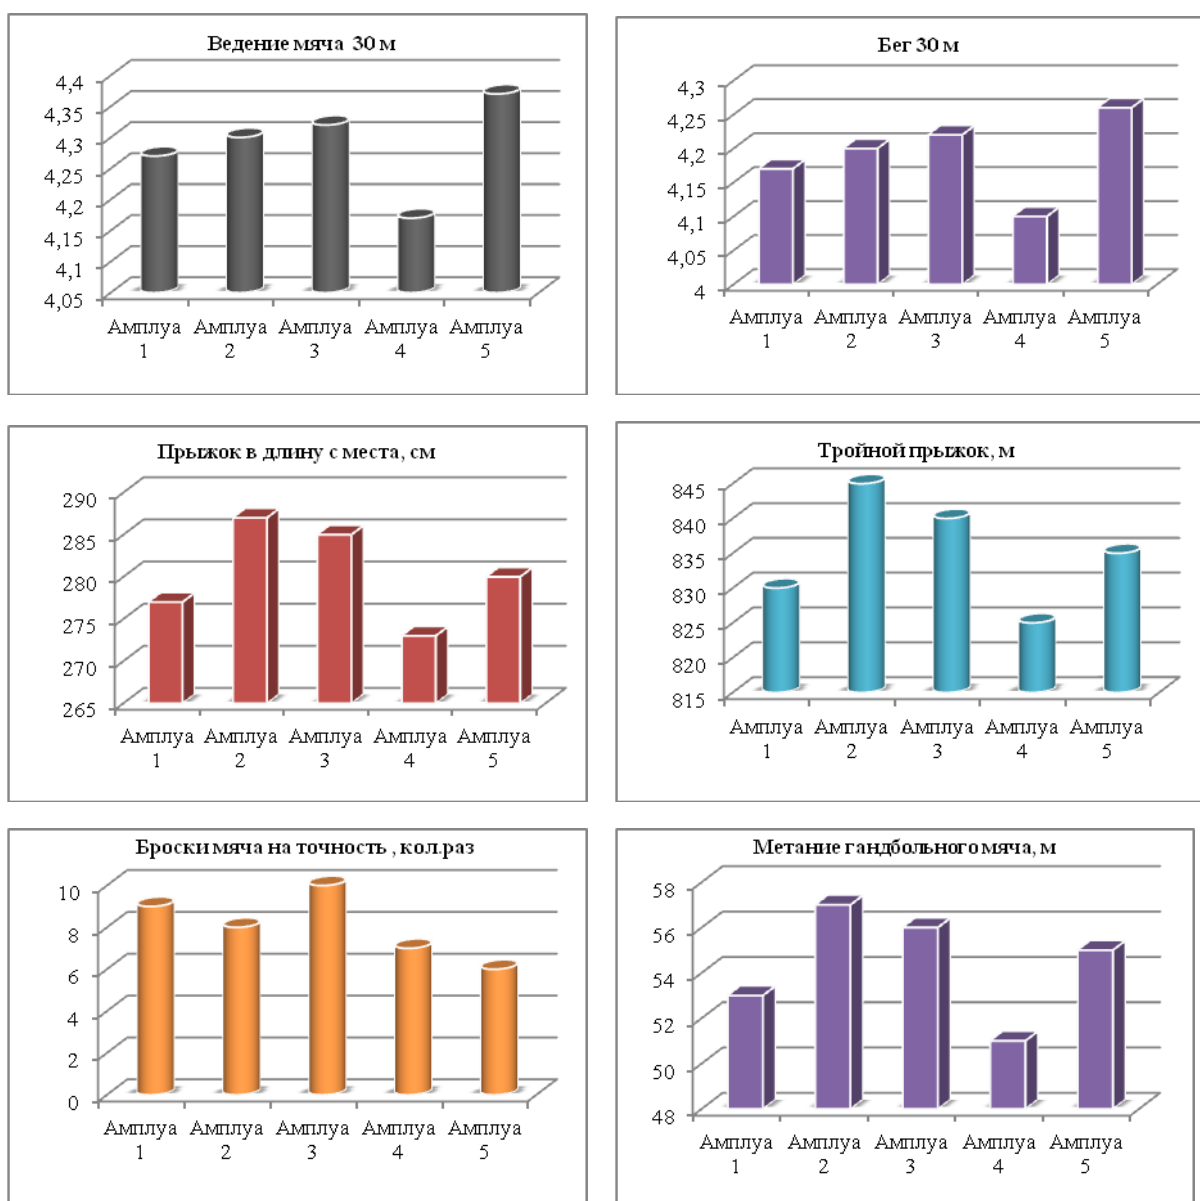 Ведение мяча 30 м
4,4
4,35
4,3
4,25
4,2
4,15
4,1
4,05
Амплуа Амплуа Амплуа Амплуа Амплуа
1 2 3 4 5
Бег 30 м
4,3
4,25
4,2
4,15
4,1
4,05
4
Амплуа Амплуа Амплуа Амплуа Амплуа
1 2 3 4 5
Прыжок в длину с места, см
290
285
280
275
270
265
Амплуа Амплуа Амплуа Амплуа Амплуа
1 2 3 4 5
Тройной прыжок, м
845
840
835
830
825
820
815
Амплуа Амплуа Амплуа Амплуа Амплуа
1 2 3 4 5
Броски мяча на точность , кол.раз
10
8
6
4
2
0
Амплуа Амплуа Амплуа Амплуа Амплуа
1 2 3 4 5
Метание гандбольного мяча, м
58
56
54
52
50
48
Амплуа Амплуа Амплуа Амплуа Амплуа
1 2 3 4 5